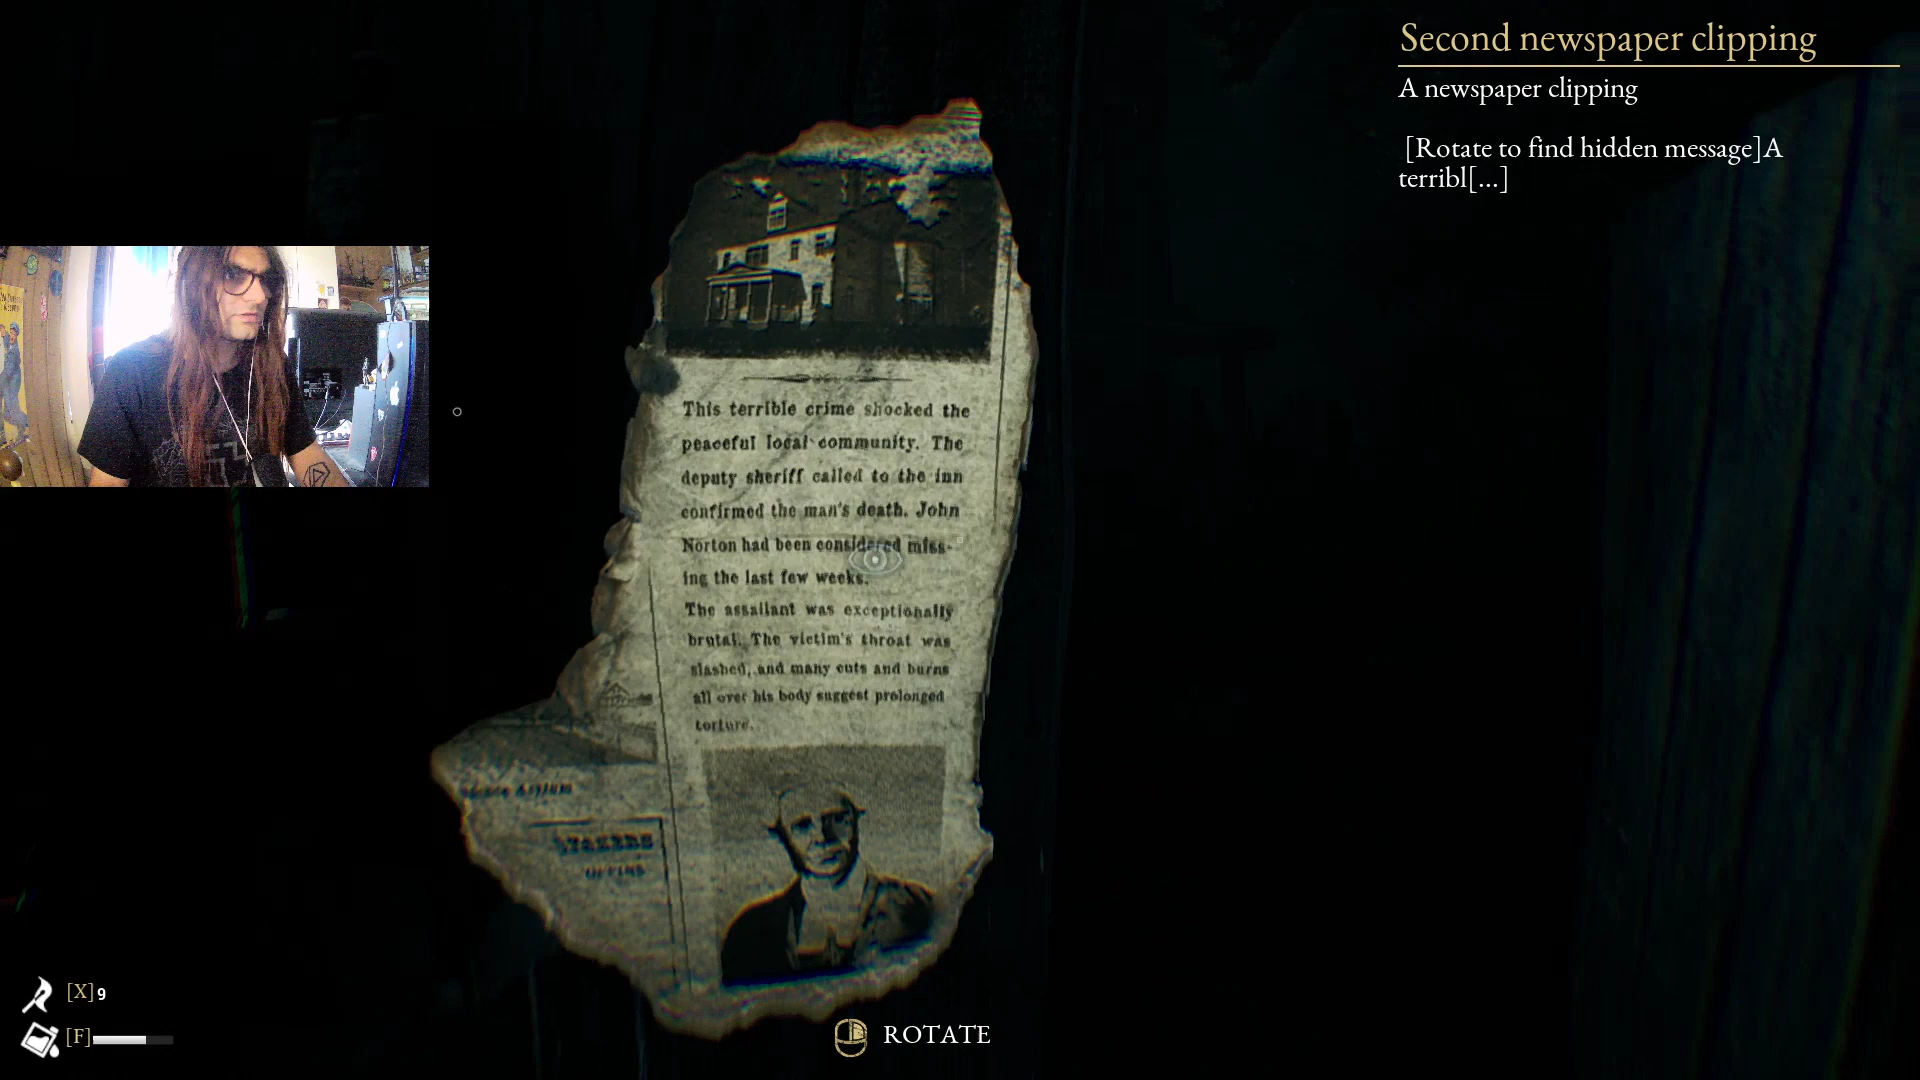 Second newspaper clipping
A newspaper clipping
[Rotate to find hidden message]A
terribl[...]
This terrible crime shocked the
peaceful local community. The
deputy sheriff called to the inn
confirmed the man's death. John
Norton had been considered miss-
ing the last few weeks.
The assailant was exceptionally
brutal. The victim's throat was
slashed, and many cuts and burns
all over his body suggest prolonged
torture.
Asylum
[X] 9
[F]
ROTATE